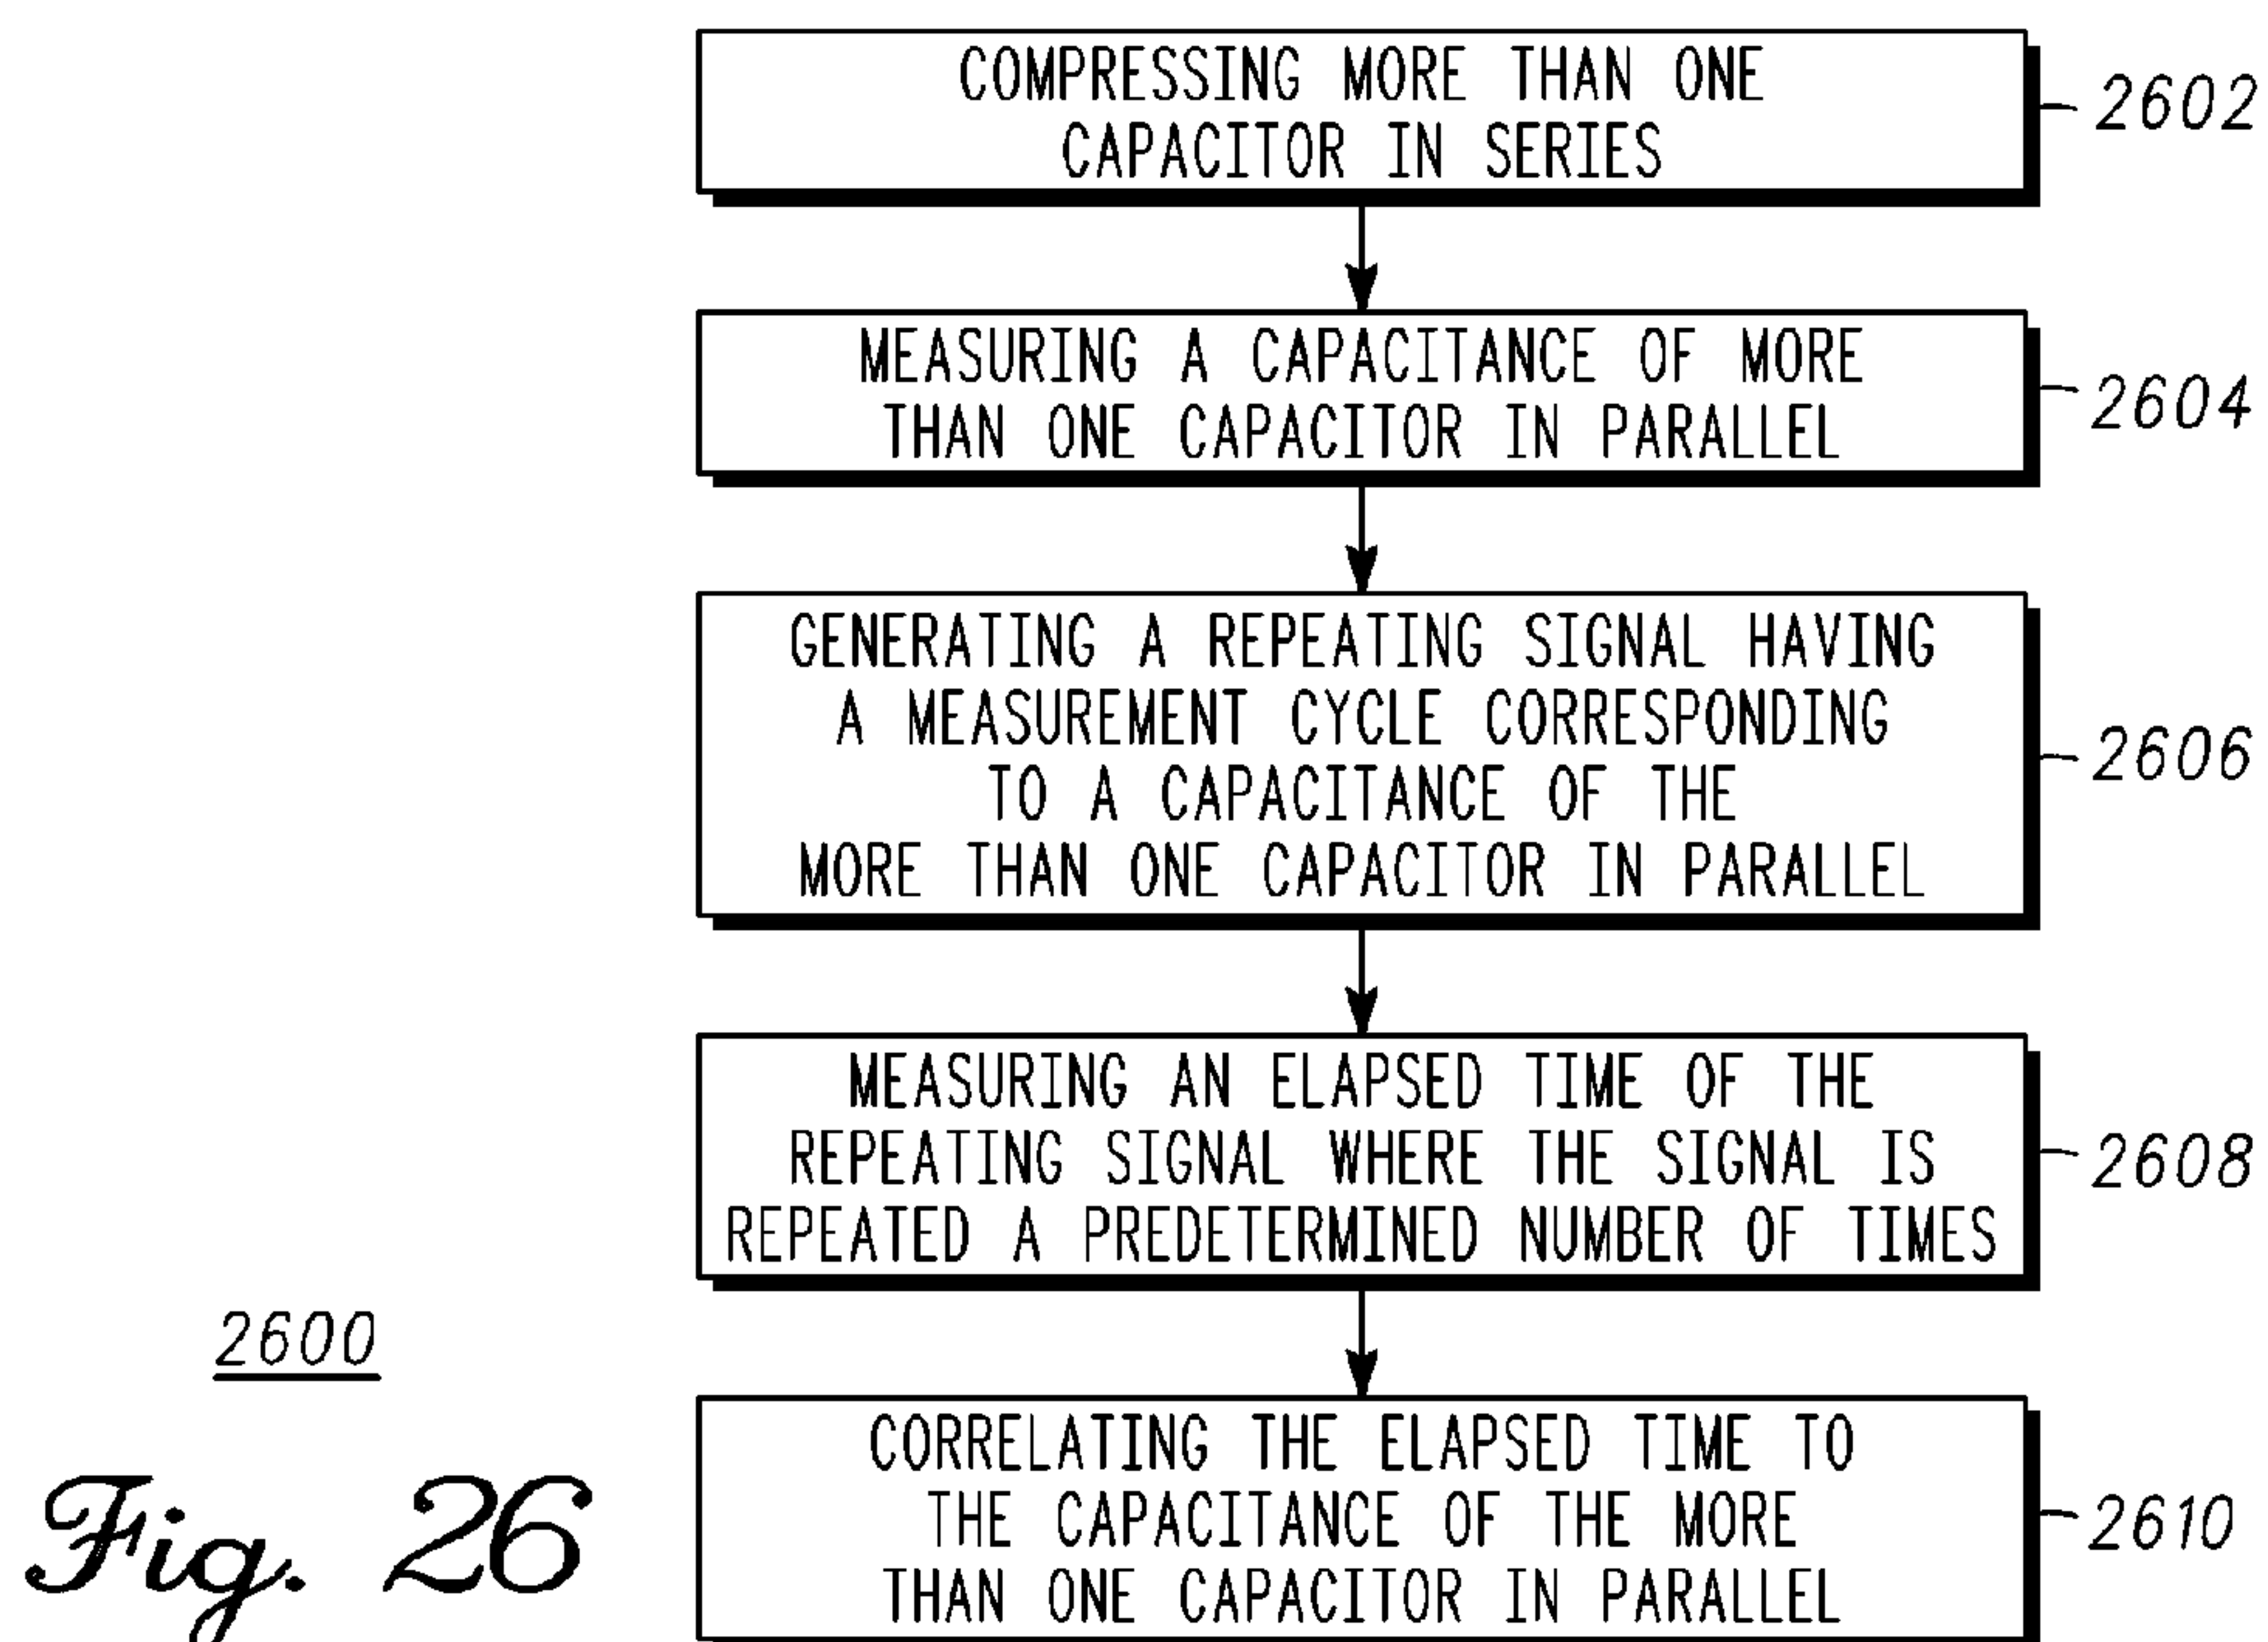 COMPRESSING MORE THAN ONE
CAPACITOR IN SERIES
2602
MEASURING A CAPACITANCE OF MORE
THAN ONE CAPACITOR IN PARALLEL
2604
GENERATING A REPEATING SIGNAL HAVING
A MEASUREMENT CYCLE CORRESPONDING
TO A CAPACITANCE OF THE
MORE THAN ONE CAPACITOR IN PARALLEL
2606
MEASURING AN ELAPSED TIME OF THE
REPEATING SIGNAL WHERE THE SIGNAL IS
REPEATED A PREDETERMINED NUMBER OF TIMES
2608
CORRELATING THE ELAPSED TIME TO
THE CAPACITANCE OF THE MORE
THAN ONE CAPACITOR IN PARALLEL
2610
2600
Fig. 26